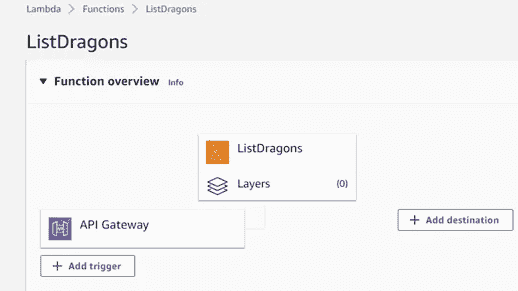 Lambda > Functions > ListDragons
ListDragons
Function overview Info
ListDragons
Layers (0)
API Gateway
+ Add destination
+ Add trigger